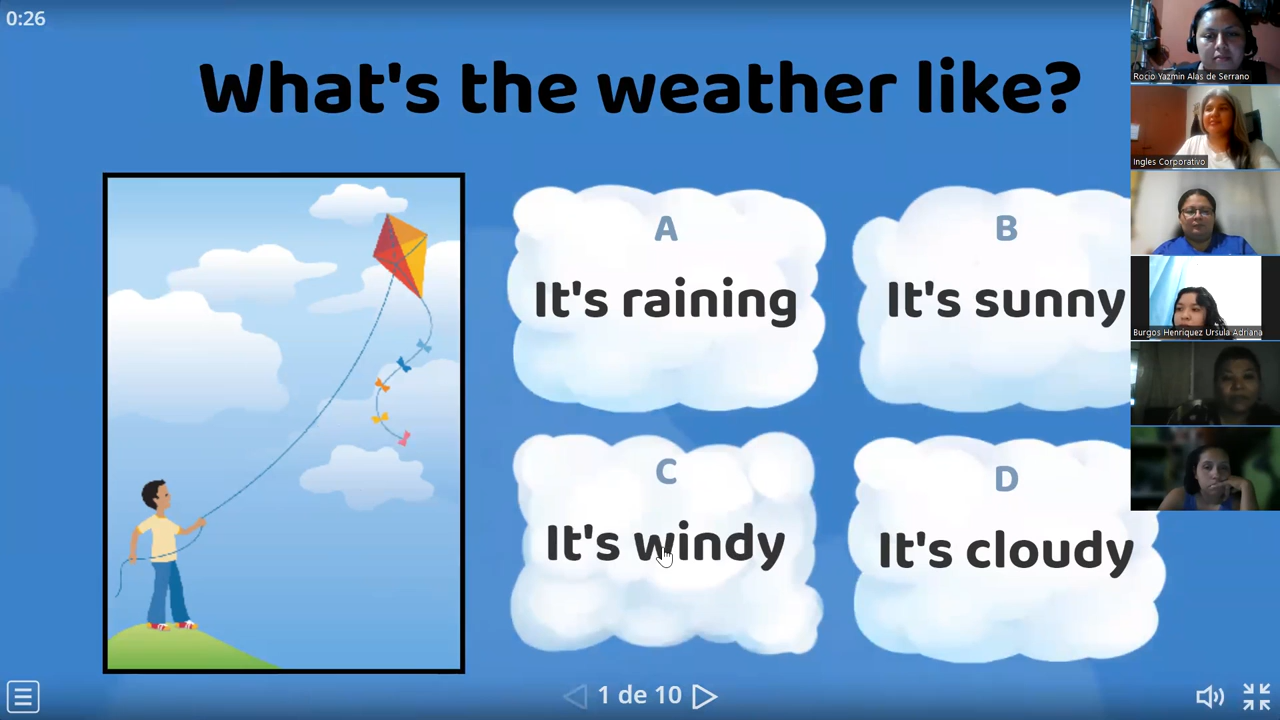 0:26
What's the weather like?
A
It's raining
B
It's sunny
C
It's windy
D
It's cloudy
1 de 10
Rocio Yazmin Alas de Serrano
Ingles Corporativo
Burgos Henriquez Ursula Adriana